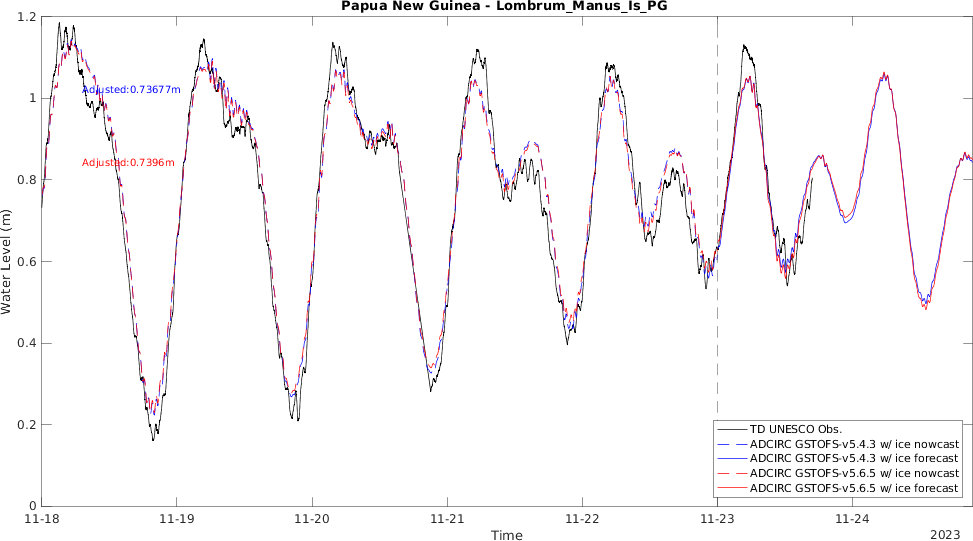 Papua New Guinea - Lombrum_Manus_Is_PG
1.2
1
0.8
0.6
0.4
0.2
0
Water Level (m)
Adjusted:0.73677m
Adjusted:0.7396m
TD UNESCO Obs.
ADCIRC GSTOFS-v5.4.3 w/ ice nowcast
ADCIRC GSTOFS-v5.4.3 w/ ice forecast
ADCIRC GSTOFS-v5.6.5 w/ ice nowcast
ADCIRC GSTOFS-v5.6.5 w/ ice forecast
11-18 11-19 11-20 11-21 11-22 11-23 11-24
Time
2023